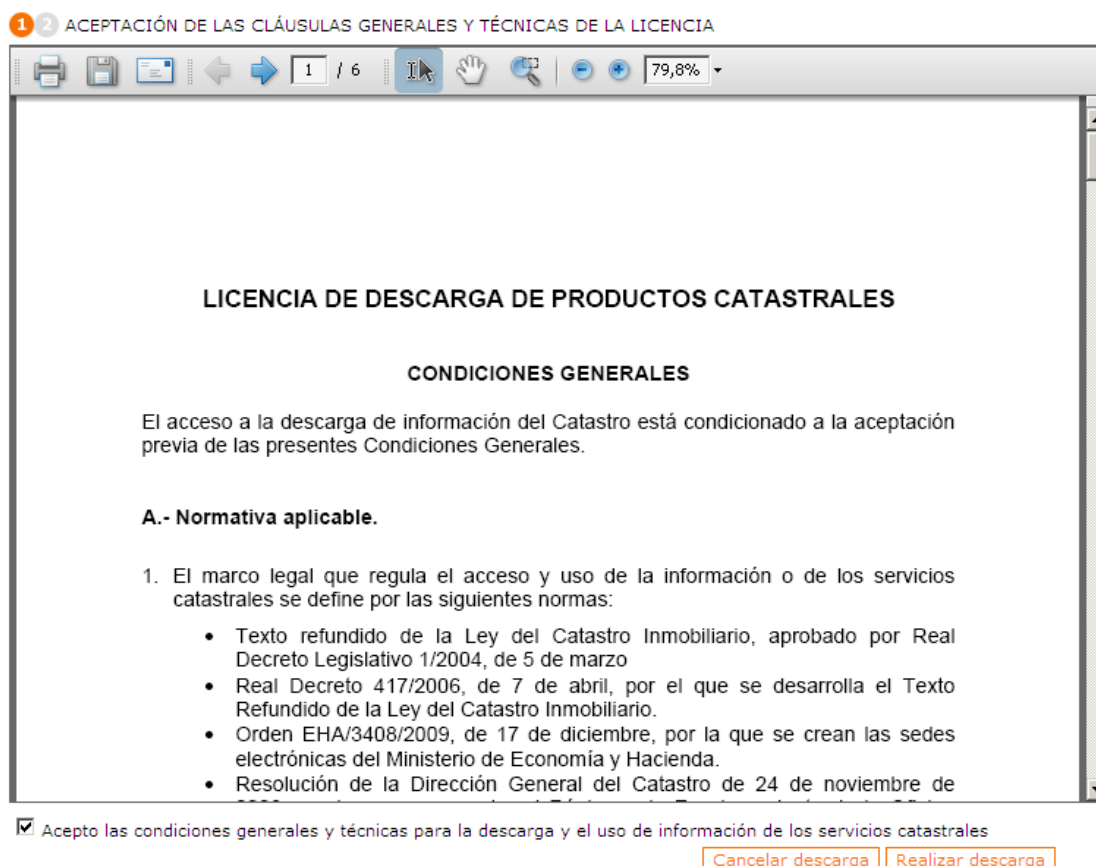 1 2 ACEPTACIÓN DE LAS CLÁUSULAS GENERALES Y TÉCNICAS DE LA LICENCIA
1 / 6 79,8%
LICENCIA DE DESCARGA DE PRODUCTOS CATASTRALES
CONDICIONES GENERALES
El acceso a la descarga de información del Catastro está condicionado a la aceptación
previa de las presentes Condiciones Generales.
A.- Normativa aplicable.
1. El marco legal que regula el acceso y uso de la información o de los servicios
catastrales se define por las siguientes normas:
• Texto refundido de la Ley del Catastro Inmobiliario, aprobado por Real
Decreto Legislativo 1/2004, de 5 de marzo
• Real Decreto 417/2006, de 7 de abril, por el que se desarrolla el Texto
Refundido de la Ley del Catastro Inmobiliario.
• Orden EHA/3408/2009, de 17 de diciembre, por la que se crean las sedes
electrónicas del Ministerio de Economía y Hacienda.
• Resolución de la Dirección General del Catastro de 24 de noviembre de
Acepto las condiciones generales y técnicas para la descarga y el uso de información de los servicios catastrales
Cancelar descarga Realizar descarga